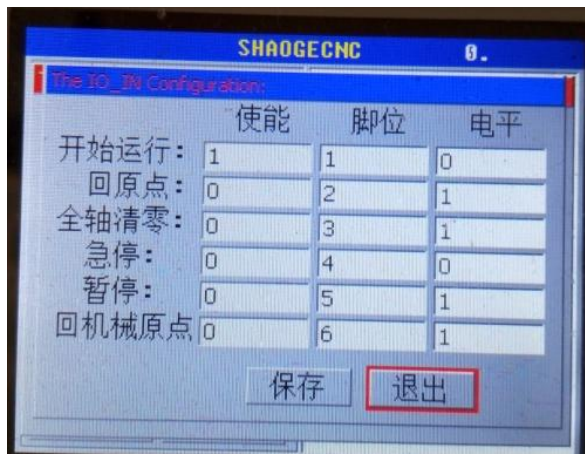 SHAOGECNC 0.
The IO_IN Configuration:
使能 脚位 电平
开始运行: 1 1 0
回原点: 0 2 1
全轴清零: 0 3 1
急停: 0 4 0
暂停: 0 5 1
回机械原点 0 6 1
保存 退出